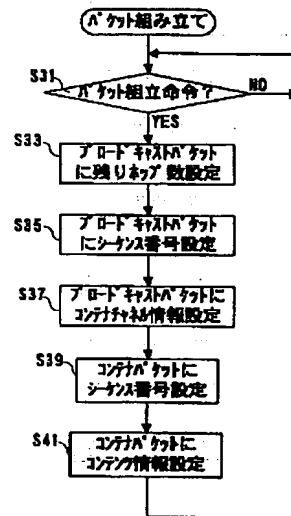 パケット組み立て
S31
パケット組立命令?
NO
YES
S33
ブロードキャストパケット
に残りホップ数設定
S35
ブロードキャストパケット
にシーケンス番号設定
S37
ブロードキャストパケットに
コンテナチャネル情報設定
S39
コンテナパケットに
シーケンス番号設定
S41
コンテナパケットに
コンテンツ情報設定